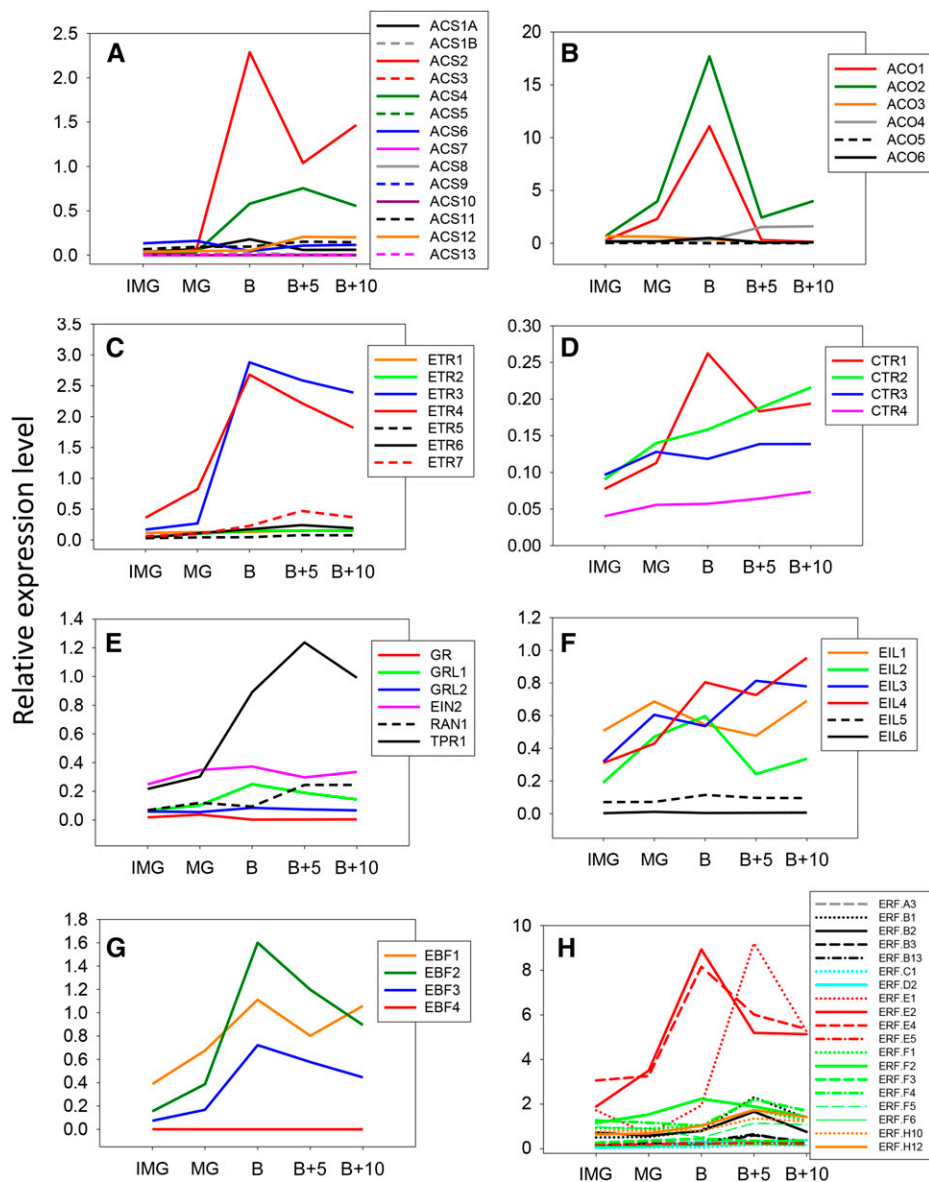 Relative expression level
A
2.5
2.0
1.5
1.0
0.5
0.0
IMG MG B B+5 B+10
ACS1A
ACS1B
ACS2
ACS3
ACS4
ACS5
ACS6
ACS7
ACS8
ACS9
ACS10
ACS11
ACS12
ACS13
B
20
15
10
5
0
IMG MG B B+5 B+10
ACO1
ACO2
ACO3
ACO4
ACO5
ACO6
C
3.5
3.0
2.5
2.0
1.5
1.0
0.5
0.0
IMG MG B B+5 B+10
ETR1
ETR2
ETR3
ETR4
ETR5
ETR6
ETR7
D
0.30
0.25
0.20
0.15
0.10
0.05
0.00
IMG MG B B+5 B+10
CTR1
CTR2
CTR3
CTR4
E
1.4
1.2
1.0
0.8
0.6
0.4
0.2
0.0
IMG MG B B+5 B+10
GR
GRL1
GRL2
EIN2
RAN1
TPR1
F
1.2
1.0
0.8
0.6
0.4
0.2
0.0
IMG MG B B+5 B+10
EIL1
EIL2
EIL3
EIL4
EIL5
EIL6
G
1.8
1.6
1.4
1.2
1.0
0.8
0.6
0.4
0.2
0.0
IMG MG B B+5 B+10
EBF1
EBF2
EBF3
EBF4
H
10
8
6
4
2
0
IMG MG B B+5 B+10
ERF.A3
ERF.B1
ERF.B2
ERF.B3
ERF.B13
ERF.C1
ERF.D2
ERF.E1
ERF.E2
ERF.E4
ERF.E5
ERF.F1
ERF.F2
ERF.F3
ERF.F4
ERF.F5
ERF.F6
ERF.H10
ERF.H12